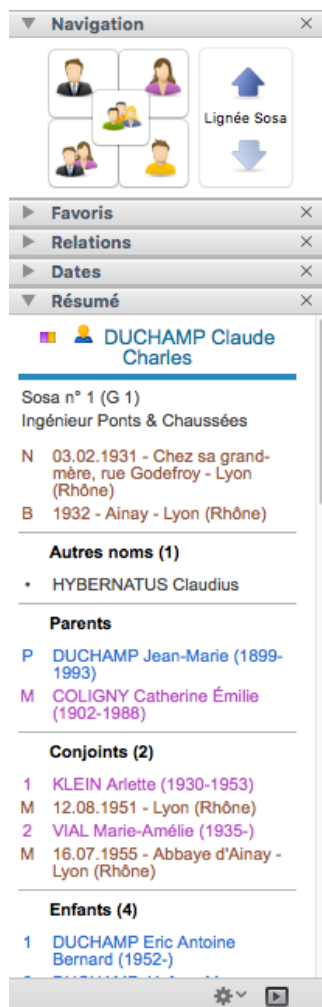 Navigation
Lignée Sosa
Favoris
Relations
Dates
Résumé
DUCHAMP Claude
Charles
Sosa n° 1 (G 1)
Ingénieur Ponts & Chaussées
N 03.02.1931 - Chez sa grand-
mère, rue Godefroy - Lyon
(Rhône)
B 1932 - Ainay - Lyon (Rhône)
Autres noms (1)
• HYBERNATUS Claudius
Parents
P DUCHAMP Jean-Marie (1899-
1993)
M COLIGNY Catherine Émilie
(1902-1988)
Conjoints (2)
1 KLEIN Arlette (1930-1953)
M 12.08.1951 - Lyon (Rhône)
2 VIAL Marie-Amélie (1935-)
M 16.07.1955 - Abbaye d'Ainay -
Lyon (Rhône)
Enfants (4)
1 DUCHAMP Eric Antoine
Bernard (1952-)